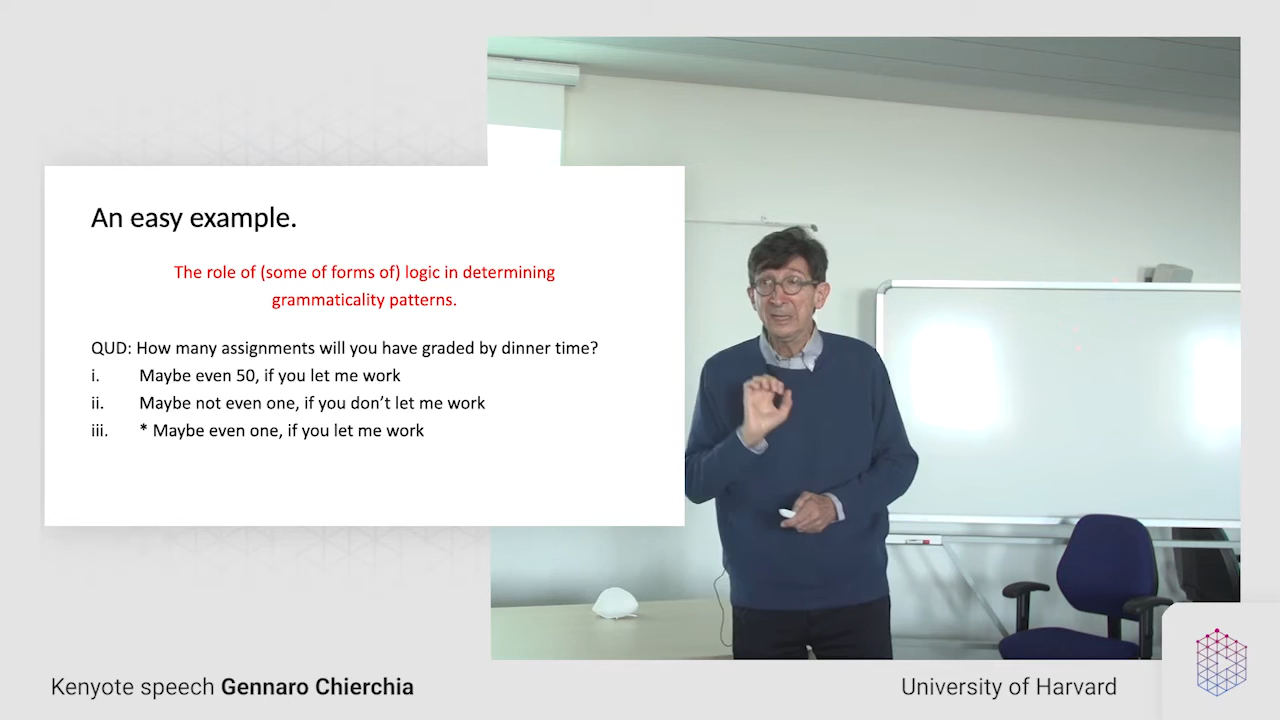 An easy example.
The role of (some of forms of) logic in determining
grammaticality patterns.
QUD: How many assignments will you have graded by dinner time?
i. Maybe even 50, if you let me work
ii. Maybe not even one, if you don’t let me work
iii. * Maybe even one, if you let me work
Kenyote speech Gennaro Chierchia
University of Harvard